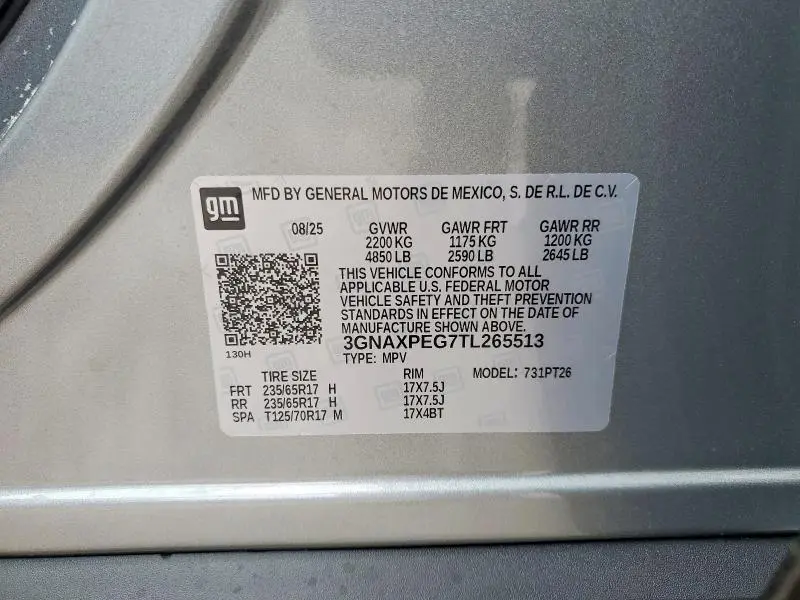 gm MFD BY GENERAL MOTORS DE MEXICO, S. DE R.L. DE C.V.
08/25 GVWR GAWR FRT GAWR RR
2200 KG 1175 KG 1200 KG
4850 LB 2590 LB 2645 LB
THIS VEHICLE CONFORMS TO ALL
APPLICABLE U.S. FEDERAL MOTOR
VEHICLE SAFETY AND THEFT PREVENTION
STANDARDS IN EFFECT ON THE DATE OF
MANUFACTURE SHOWN ABOVE.
3GNAXPEG7TL265513
130H
TYPE: MPV
TIRE SIZE RIM MODEL: 731PT26
FRT 235/65R17 H 17X7.5J
RR 235/65R17 H 17X7.5J
SPA T125/70R17 M 17X4BT